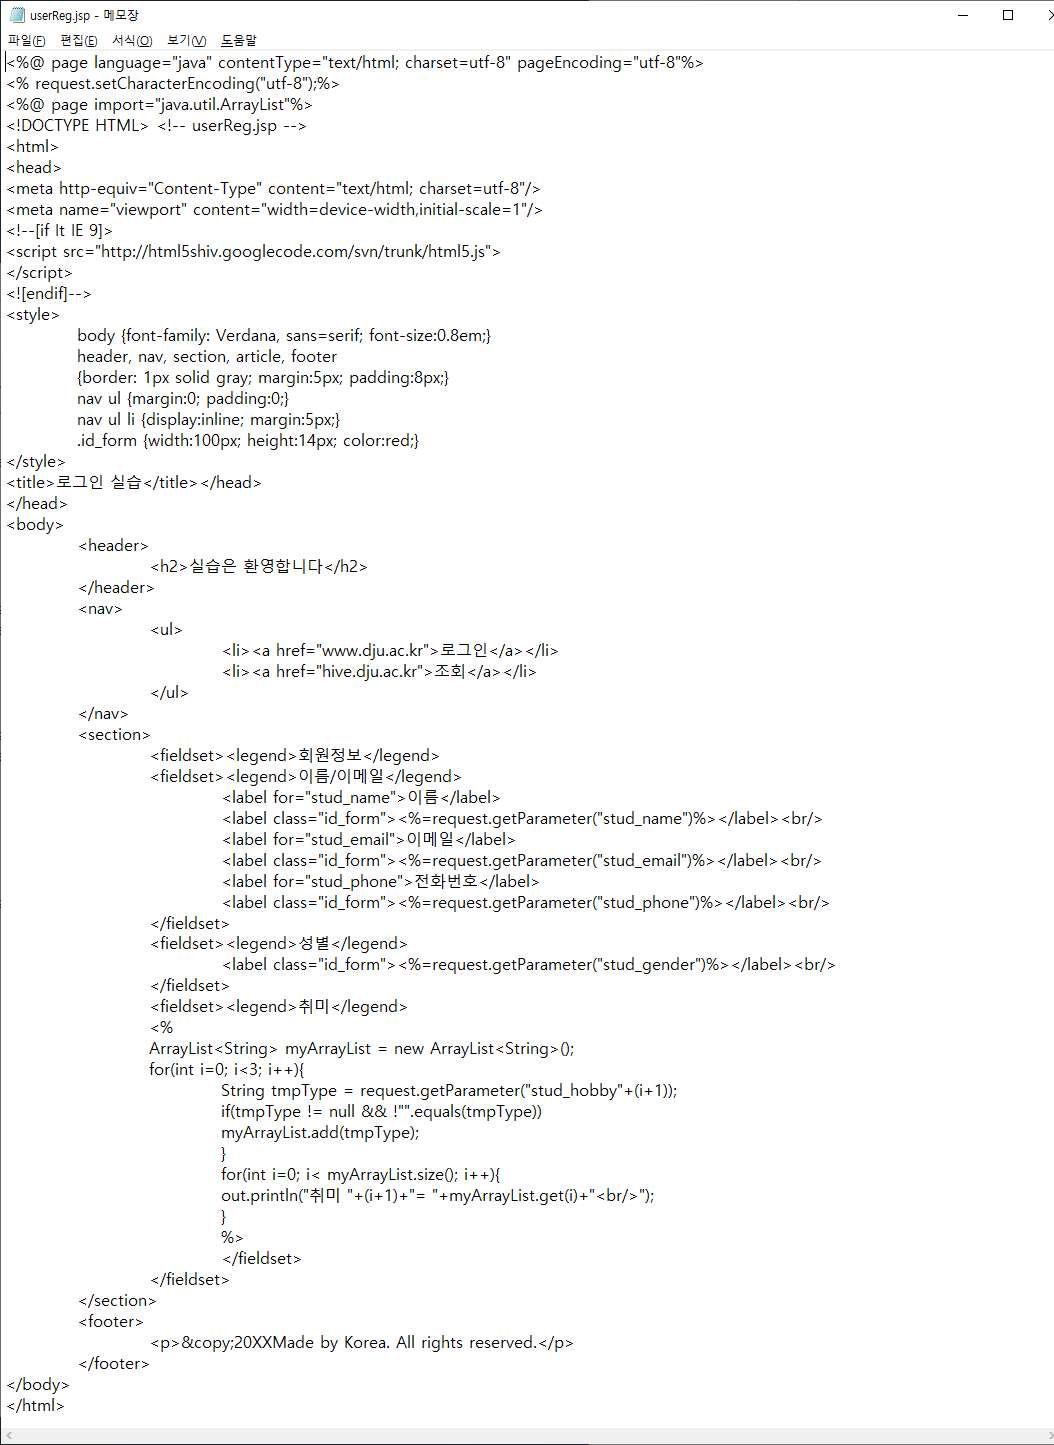 userReg.jsp - 메모장
파일(F) 편집(E) 서식(O) 보기(V) 도움말
<%@ page language="java" contentType="text/html; charset=utf-8" pageEncoding="utf-8"%>
<% request.setCharacterEncoding("utf-8");%>
<%@ page import="java.util.ArrayList"%>
<!DOCTYPE HTML> <!-- userReg.jsp -->
<html>
<head>
<meta http-equiv="Content-Type" content="text/html; charset=utf-8"/>
<meta name="viewport" content="width=device-width,initial-scale=1"/>
<!--[if lt IE 9]>
<script src="http://html5shiv.googlecode.com/svn/trunk/html5.js">
</script>
<![endif]-->
<style>
body {font-family: Verdana, sans=serif; font-size:0.8em;}
header, nav, section, article, footer
{border: 1px solid gray; margin:5px; padding:8px;}
nav ul {margin:0; padding:0;}
nav ul li {display:inline; margin:5px;}
.id_form {width:100px; height:14px; color:red;}
</style>
<title>로그인 실습</title></head>
</head>
<body>
<header>
<h2>실습은 환영합니다</h2>
</header>
<nav>
<ul>
<li><a href="www.dju.ac.kr">로그인</a></li>
<li><a href="hive.dju.ac.kr">조회</a></li>
</ul>
</nav>
<section>
<fieldset><legend>회원정보</legend>
<fieldset><legend>이름/이메일</legend>
<label for="stud_name">이름</label>
<label class="id_form"><%=request.getParameter("stud_name")%></label><br/>
<label for="stud_email">이메일</label>
<label class="id_form"><%=request.getParameter("stud_email")%></label><br/>
<label for="stud_phone">전화번호</label>
<label class="id_form"><%=request.getParameter("stud_phone")%></label><br/>
</fieldset>
<fieldset><legend>성별</legend>
<label class="id_form"><%=request.getParameter("stud_gender")%></label><br/>
</fieldset>
<fieldset><legend>취미</legend>
<%
ArrayList<String> myArrayList = new ArrayList<String>();
for(int i=0; i<3; i++){
String tmpType = request.getParameter("stud_hobby"+(i+1));
if(tmpType != null && !"".equals(tmpType))
myArrayList.add(tmpType);
}
for(int i=0; i< myArrayList.size(); i++){
out.println("취미 "+(i+1)+"= "+myArrayList.get(i)+"<br/>");
}
%>
</fieldset>
</fieldset>
</section>
<footer>
<p>&copy;20XXMade by Korea. All rights reserved.</p>
</footer>
</body>
</html>